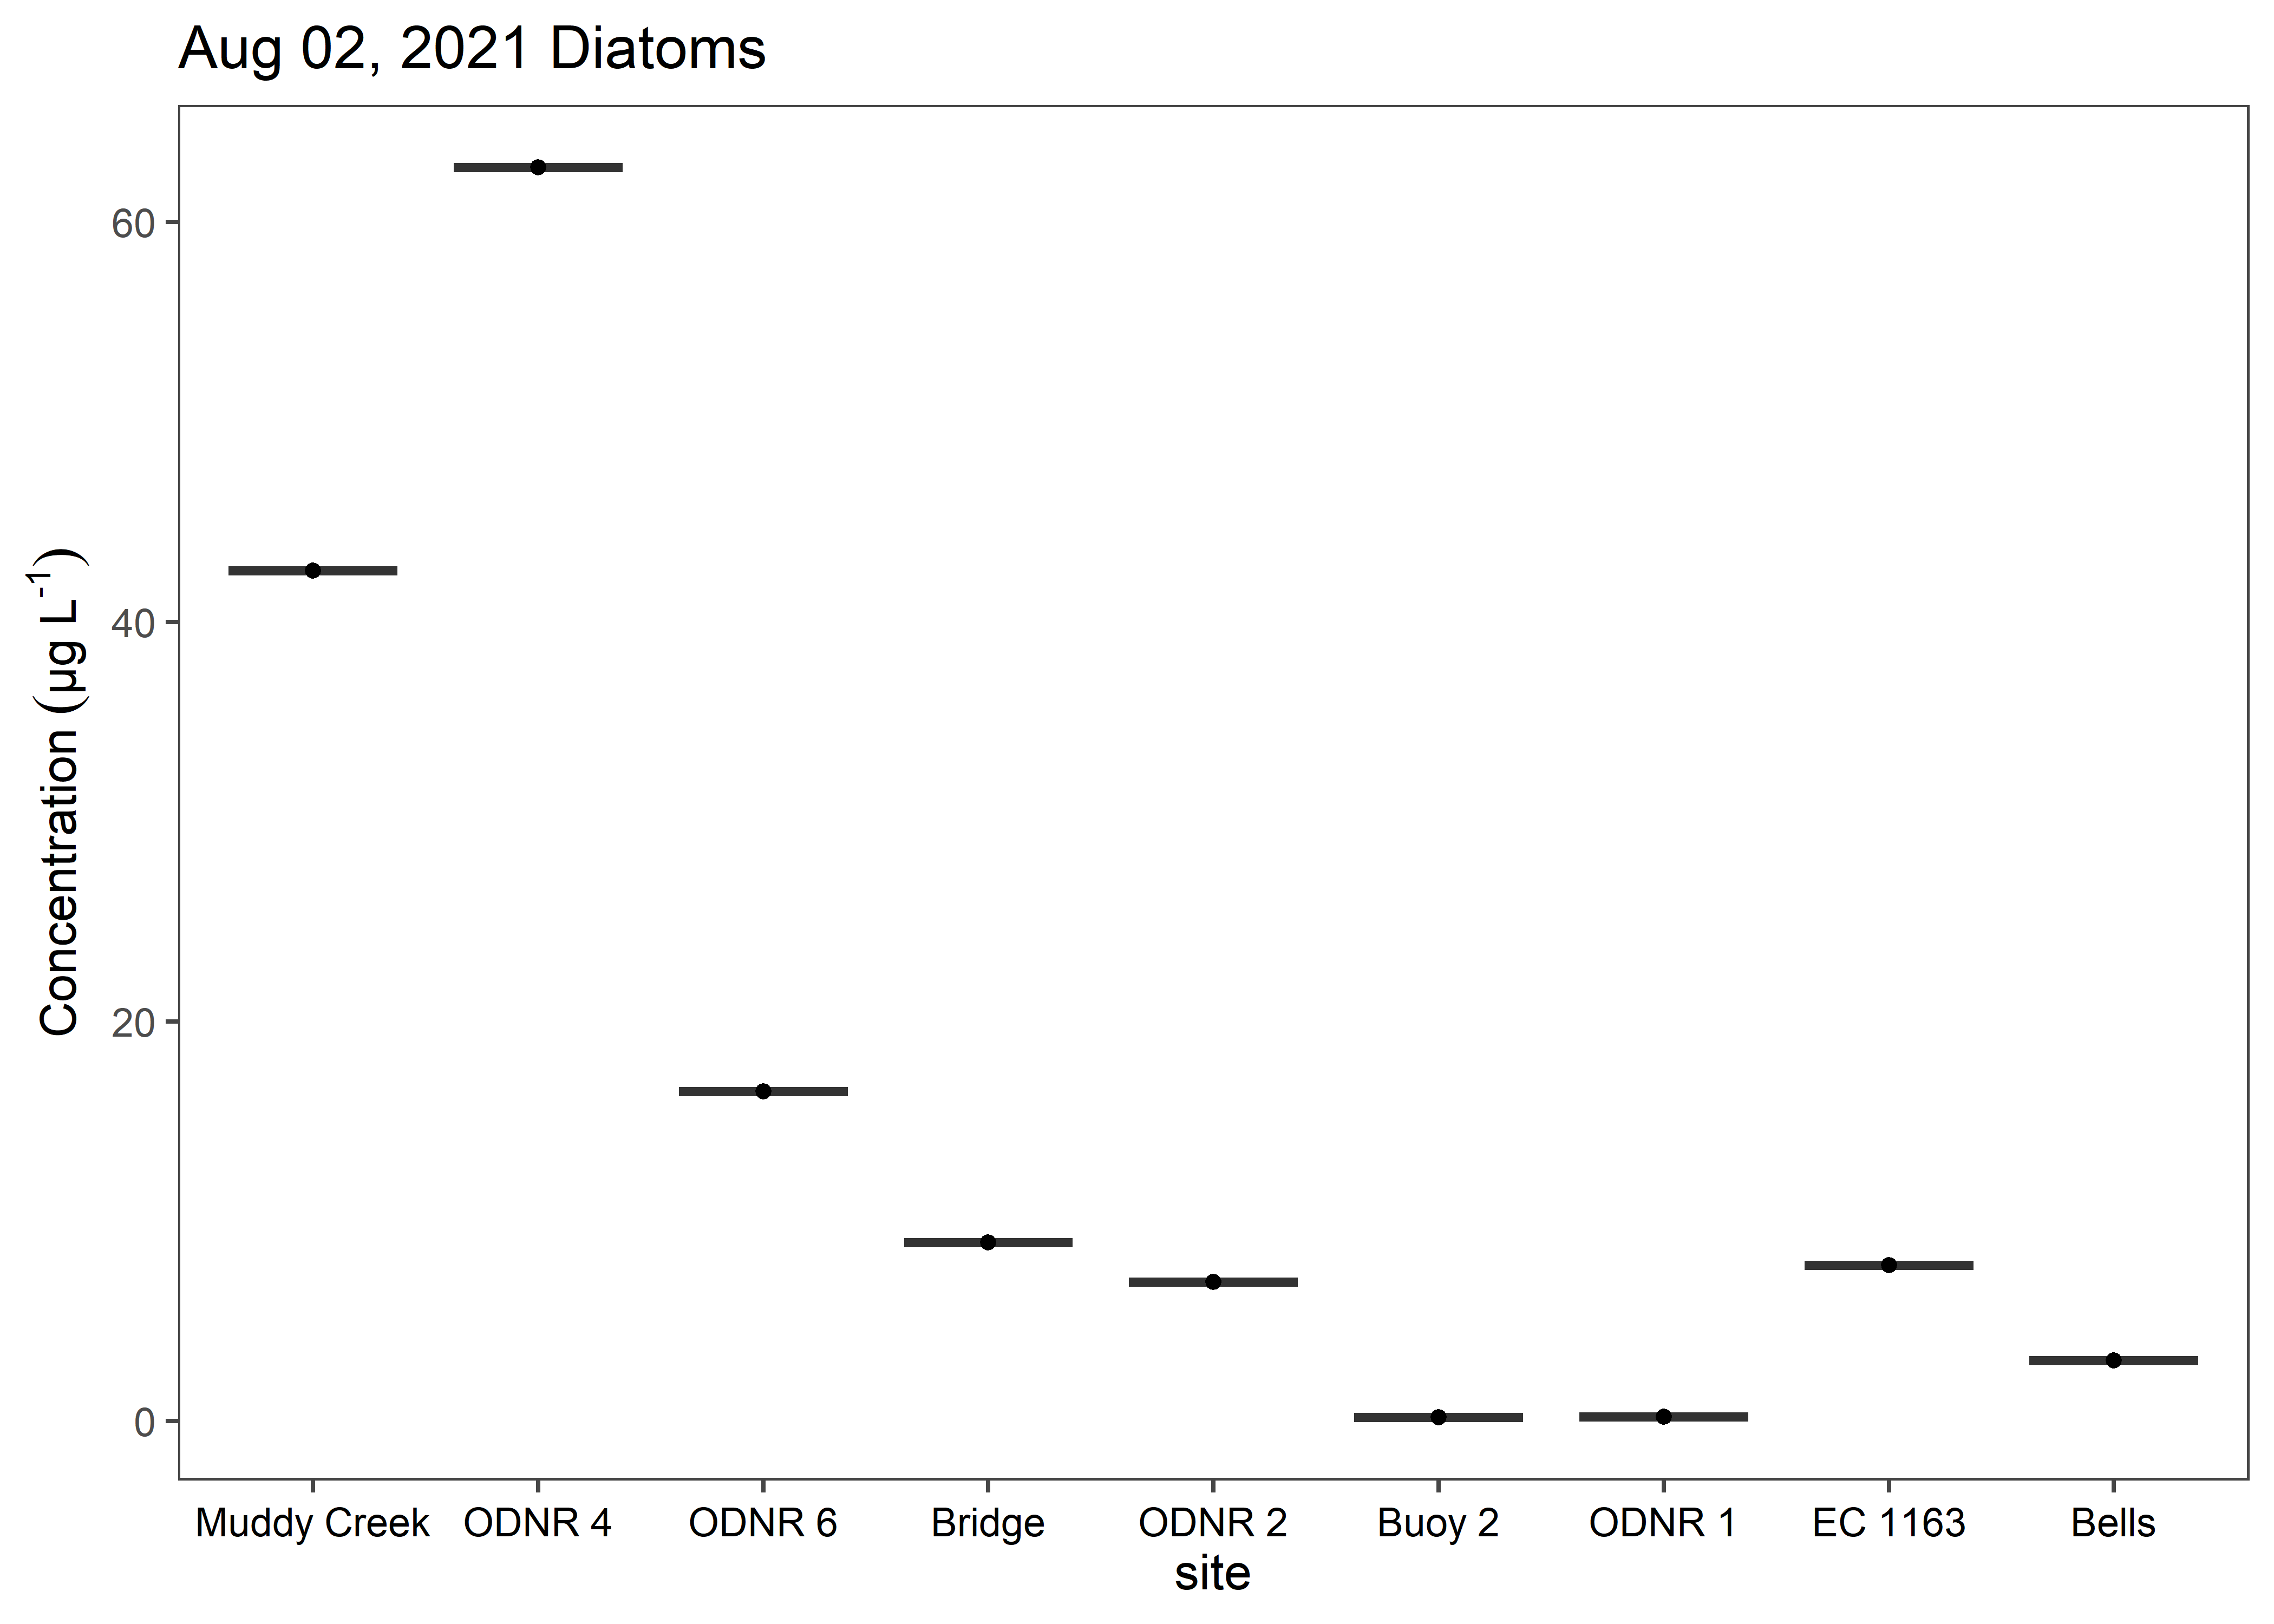 Aug 02, 2021 Diatoms
Concentration (µg L⁻¹)
60
40
20
0
Muddy Creek ODNR 4 ODNR 6 Bridge ODNR 2 Buoy 2 ODNR 1 EC 1163 Bells
site